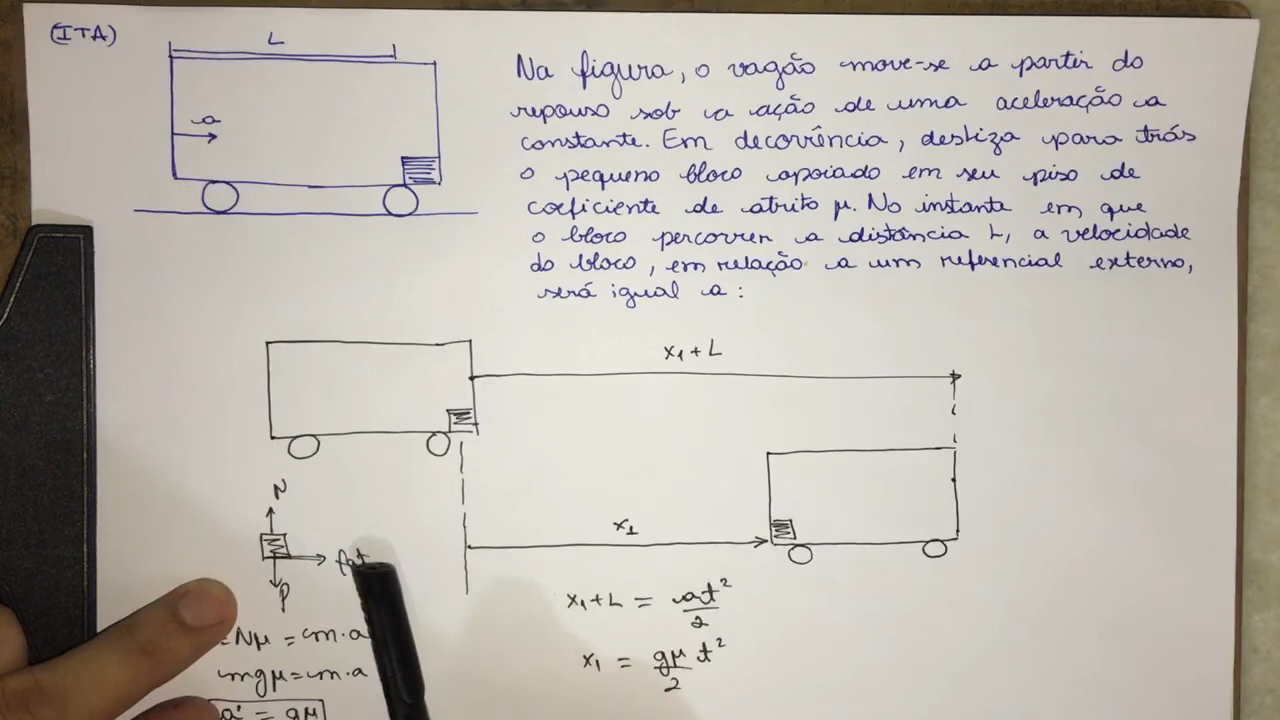 (ITA)
L
a
Na figura, o vagão move-se a partir do
repouso sob a ação de uma aceleração a
constante. Em decorrência, desliza para trás
o pequeno bloco apoiado em seu piso de
coeficiente de atrito μ. No instante em que
o bloco percorrer a distância L, a velocidade
do bloco, em relação a um referencial externo,
será igual a:
x₁ + L
N
x₁
P
x₁ + L = at²/2
= Nμ = m·a
x₁ = gμ/2 t²
mgμ = m·a
a' = gμ